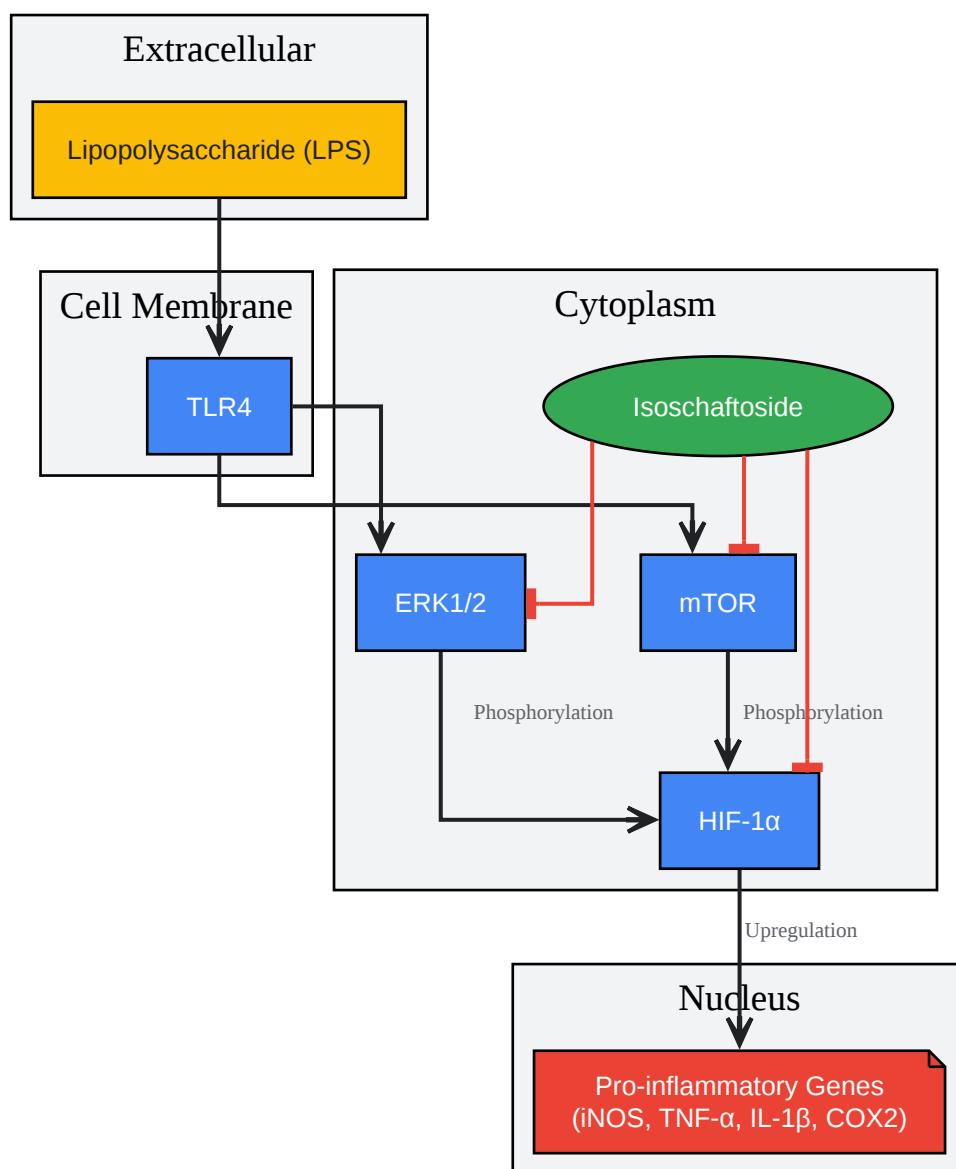 Extracellular
Lipopolysaccharide (LPS)
Cell Membrane
Cytoplasm
TLR4
Isoschaftoside
ERK1/2
mTOR
Phosphorylation
Phosphorylation
HIF-1α
Upregulation
Nucleus
Pro-inflammatory Genes
(iNOS, TNF-α, IL-1β, COX2)